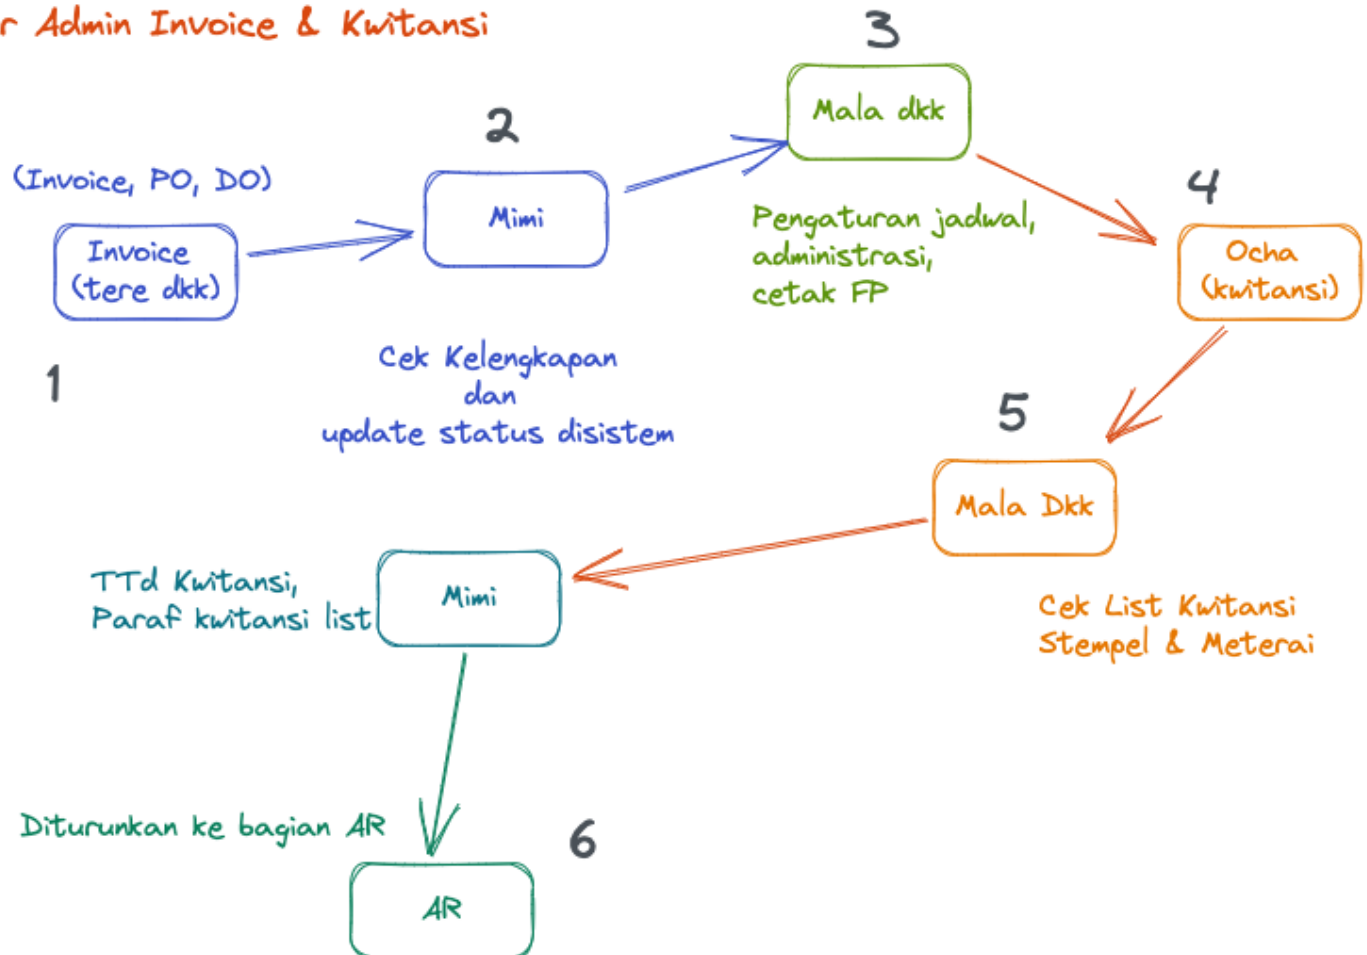 r Admin Invoice & Kwitansi
3
Mala dkk
2
(Invoice, PO, DO)
Mimi
4
Pengaturan jadwal,
administrasi,
cetak FP
Invoice
(tere dkk)
Ocha
(kwitansi)
1
Cek Kelengkapan
dan
update status disistem
5
Mala Dkk
TTd Kwitansi,
Paraf kwitansi list
Mimi
Cek List Kwitansi
Stempel & Meterai
Diturunkan ke bagian AR
6
AR